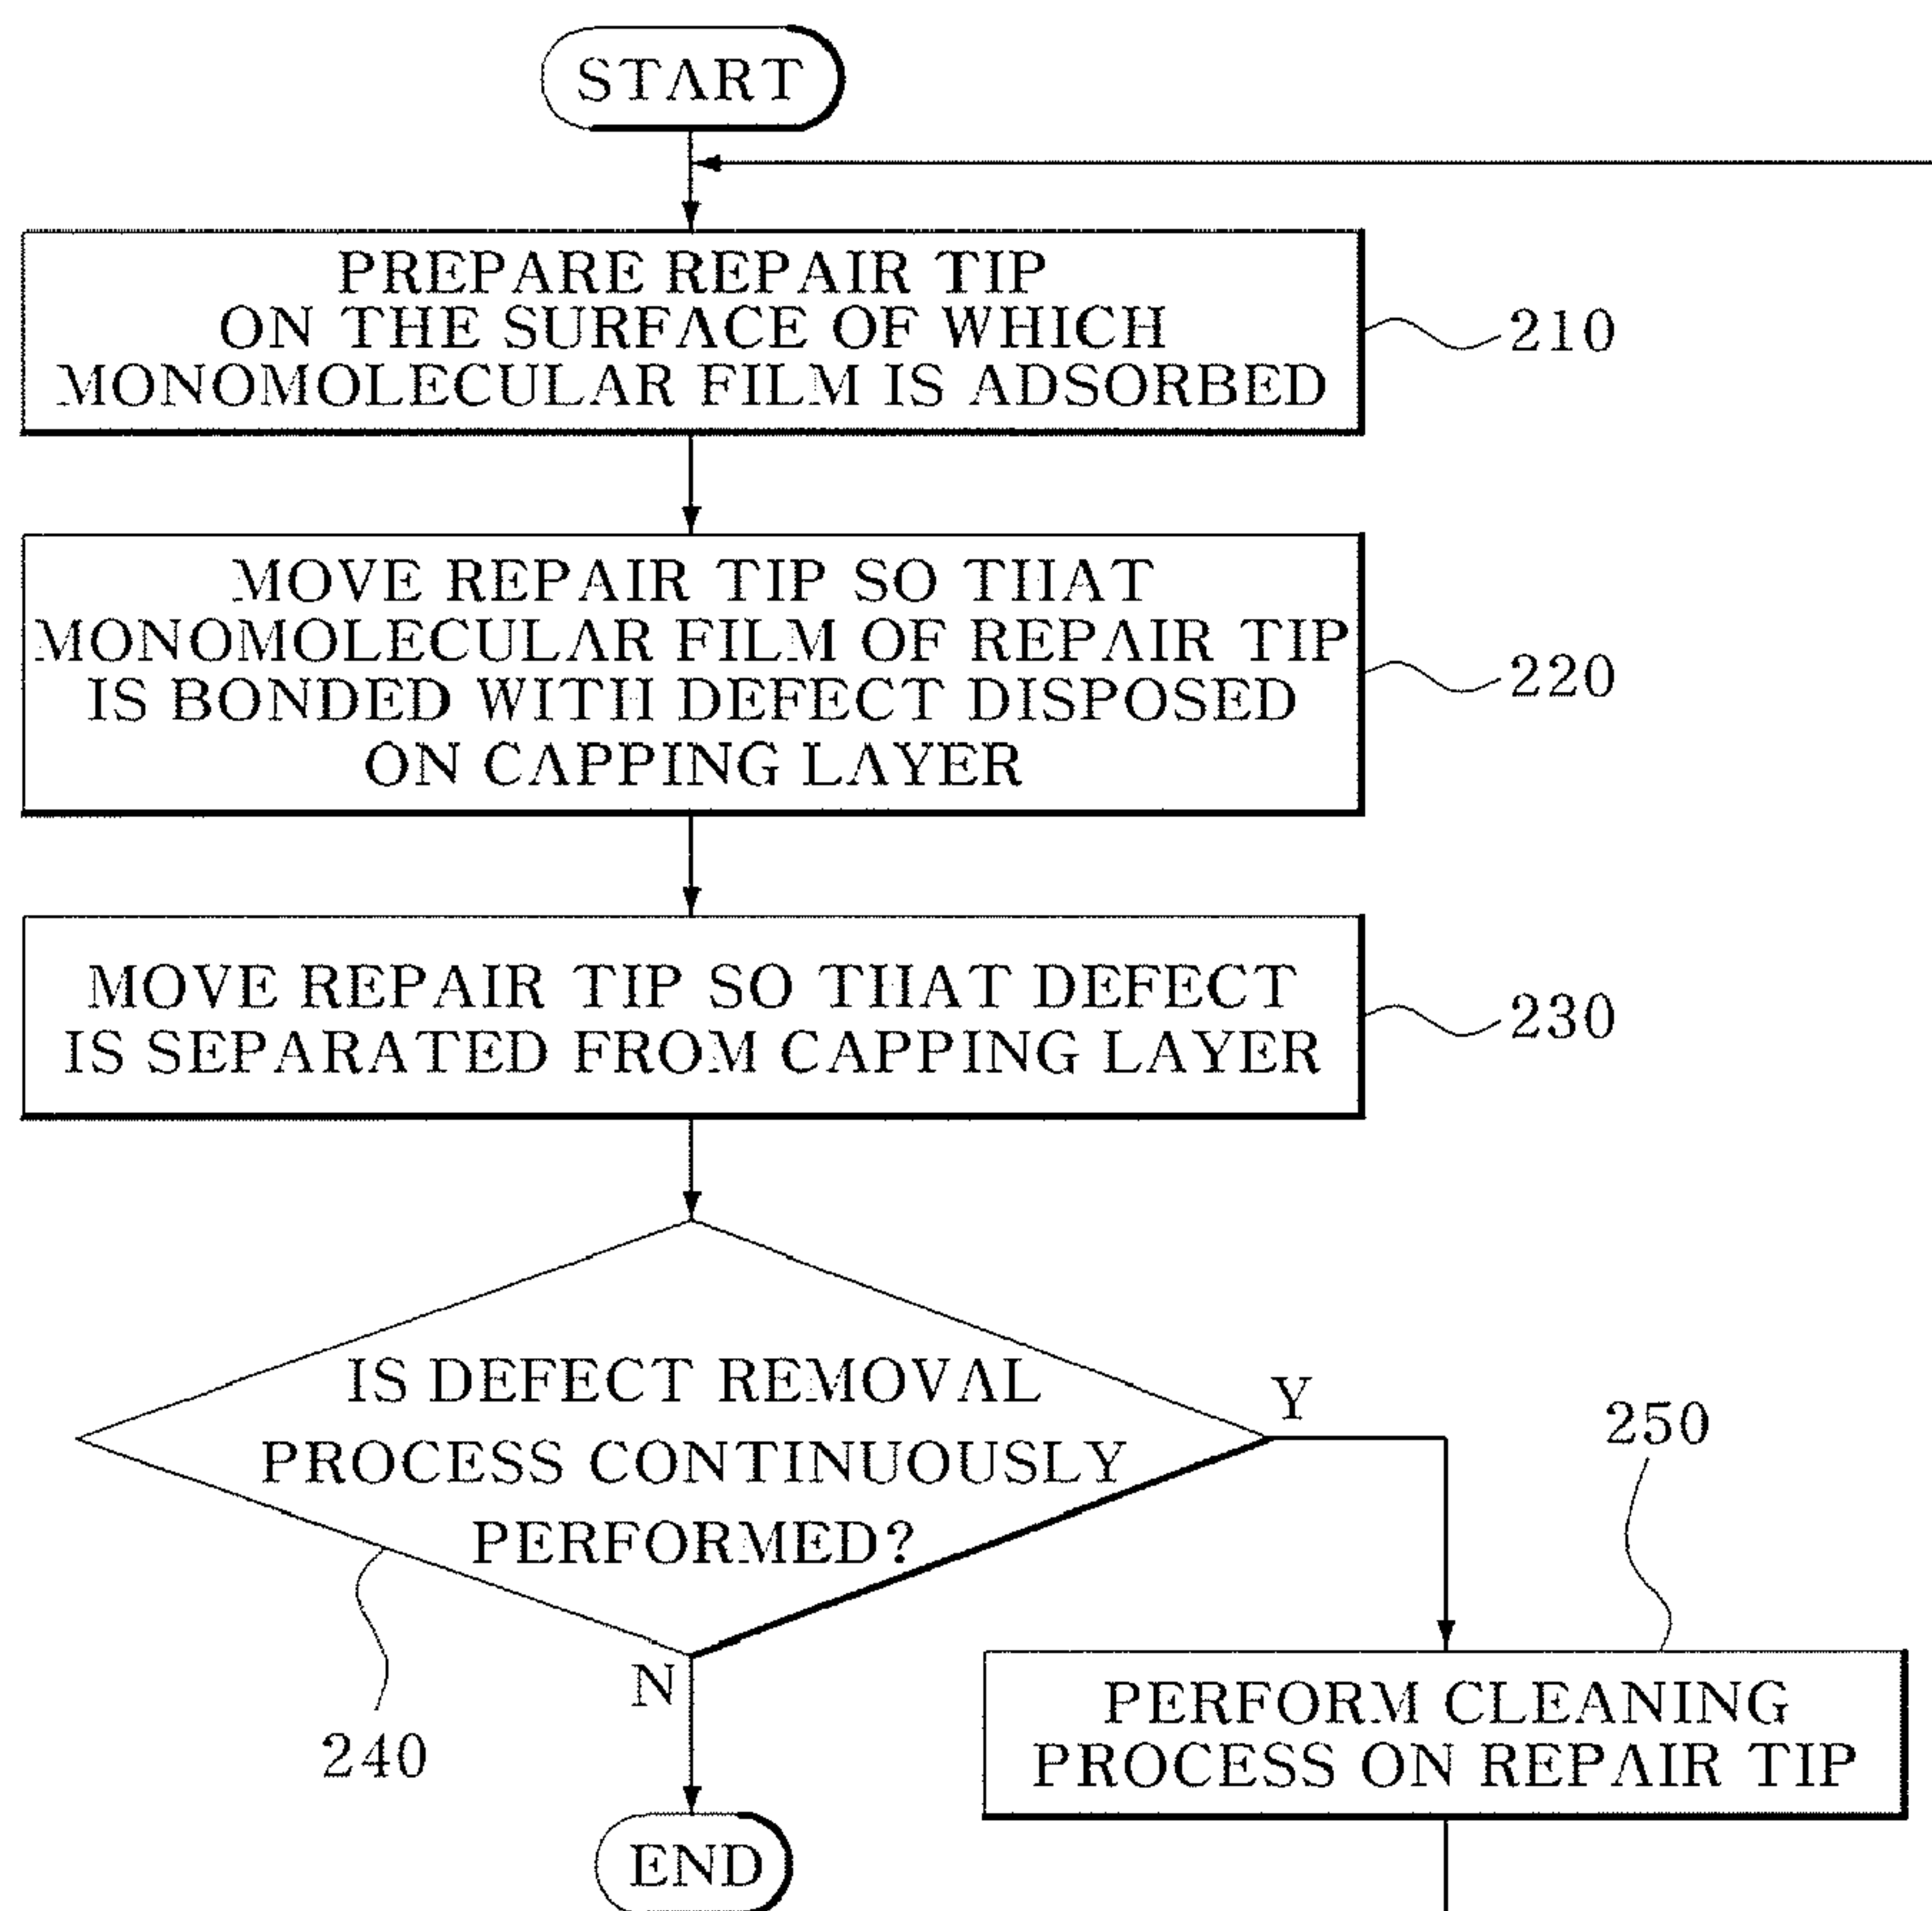 START
PREPARE REPAIR TIP
ON THE SURFACE OF WHICH
MONOMOLECULAR FILM IS ADSORBED
210
MOVE REPAIR TIP SO THAT
MONOMOLECULAR FILM OF REPAIR TIP
IS BONDED WITH DEFECT DISPOSED
ON CAPPING LAYER
220
MOVE REPAIR TIP SO THAT DEFECT
IS SEPARATED FROM CAPPING LAYER
230
IS DEFECT REMOVAL
PROCESS CONTINUOUSLY
PERFORMED?
Y
250
N
240
PERFORM CLEANING
PROCESS ON REPAIR TIP
END